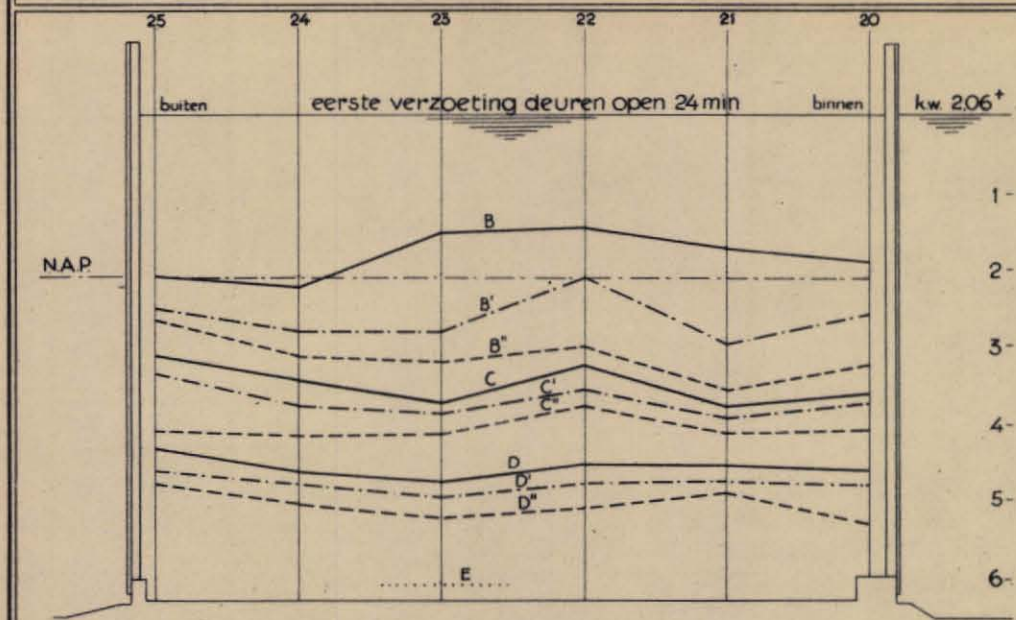 25 24 23 22 21 20
buiten eerste verzoeting deuren open 24 min binnen k.w. 2.06+
1
B
N.A.P. 2
B'
B" 3
C
C'
C" 4
D
D'
D" 5
E 6